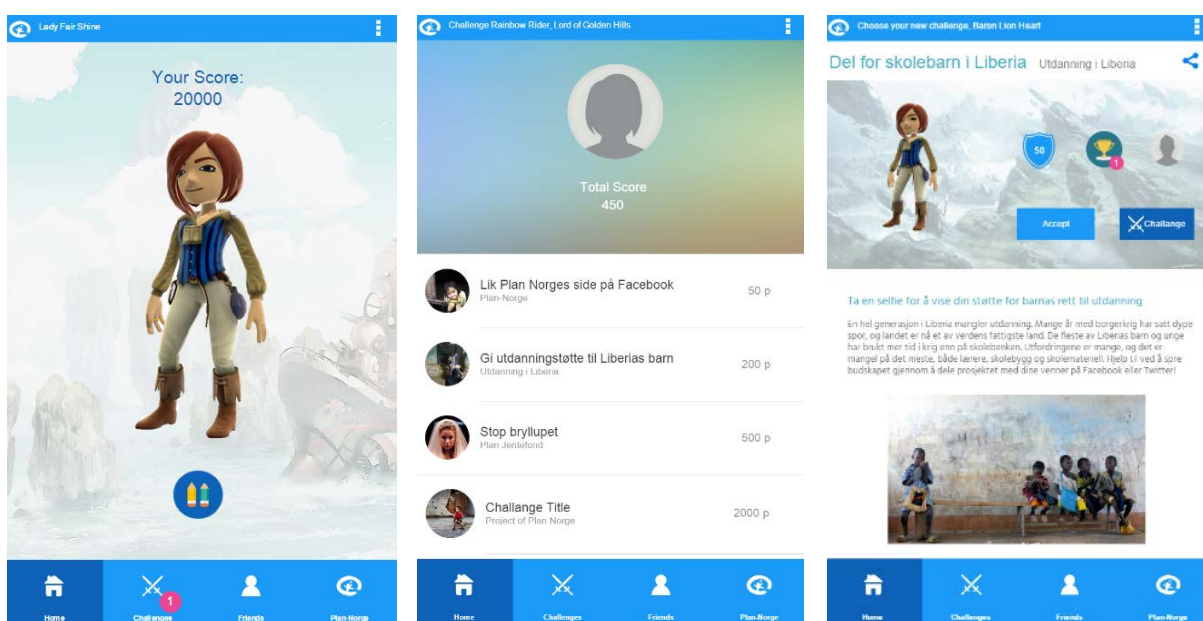 Lady Fair Shine
Your Score:
20000
Home
Challenges
1
Friends
Plan-Norge
Challenge Rainbow Rider, Lord of Golden Hills
Total Score
450
Lik Plan Norges side på Facebook
Plan-Norge
50 p
Gi utdanningstøtte til Liberias barn
Utdanning i Liberia
200 p
Stop bryllupet
Plan Jentefond
500 p
Challange Title
Project of Plan Norge
2000 p
Home
Challenges
Friends
Plan-Norge
Choose your new challenge, Baron Lion Heart
Del for skolebarn i Liberia Utdanning i Liberia
50
1
Accept
Challange
Ta en selfie for å vise din støtte for barnas rett til utdanning
En hel generasjon i Liberia mangler utdanning. Mange år med borgerkrig har satt dype
spor, og landet er nå et av verdens fattigste land. De fleste av Liberias barn og unge
har brukt mer tid i krig enn på skolebenken. Utfordringene er mange, og det er
mangel på det meste, både lærere, skolebygg og skolemateriell. Hjelp til ved å spre
budskapet gjennom å dele prosjektet med dine venner på Facebook eller Twitter!
Home
Challenges
Friends
Plan-Norge